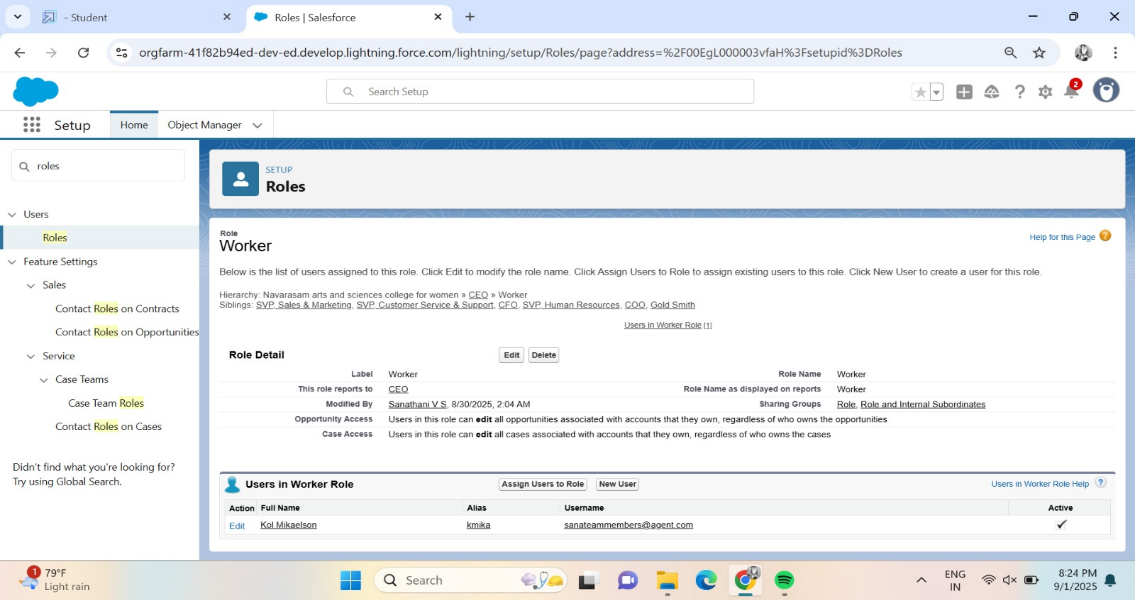 - Student
Roles | Salesforce
orgfarm-41f82b94ed-dev-ed.develop.lightning.force.com/lightning/setup/Roles/page?address=%2F00EgL000003vfaH%3Fsetupid%3DRoles
Search Setup
2
Setup
Home
Object Manager
roles
Users
Roles
Feature Settings
Sales
Contact Roles on Contracts
Contact Roles on Opportunities
Service
Case Teams
Case Team Roles
Contact Roles on Cases
Didn't find what you're looking for?
Try using Global Search.
SETUP
Roles
Role
Worker
Help for this Page ?
Below is the list of users assigned to this role. Click Edit to modify the role name. Click Assign Users to Role to assign existing users to this role. Click New User to create a user for this role.
Hierarchy: Navarasam arts and sciences college for women » CEO » Worker
Siblings: SVP, Sales & Marketing, SVP, Customer Service & Support, CFO, SVP, Human Resources, COO, Gold Smith
Users in Worker Role [1]
Role Detail Edit Delete
Label Worker Role Name Worker
This role reports to CEO Role Name as displayed on reports Worker
Modified By Sanathani V S, 8/30/2025, 2:04 AM Sharing Groups Role, Role and Internal Subordinates
Opportunity Access Users in this role can edit all opportunities associated with accounts that they own, regardless of who owns the opportunities
Case Access Users in this role can edit all cases associated with accounts that they own, regardless of who owns the cases
Users in Worker Role Assign Users to Role New User Users in Worker Role Help ?
Action Full Name Alias Username Active
Edit Kol Mikaelson kmika sanateammembers@agent.com ✓
1
79°F
Light rain
Search
ENG
IN
8:24 PM
9/1/2025